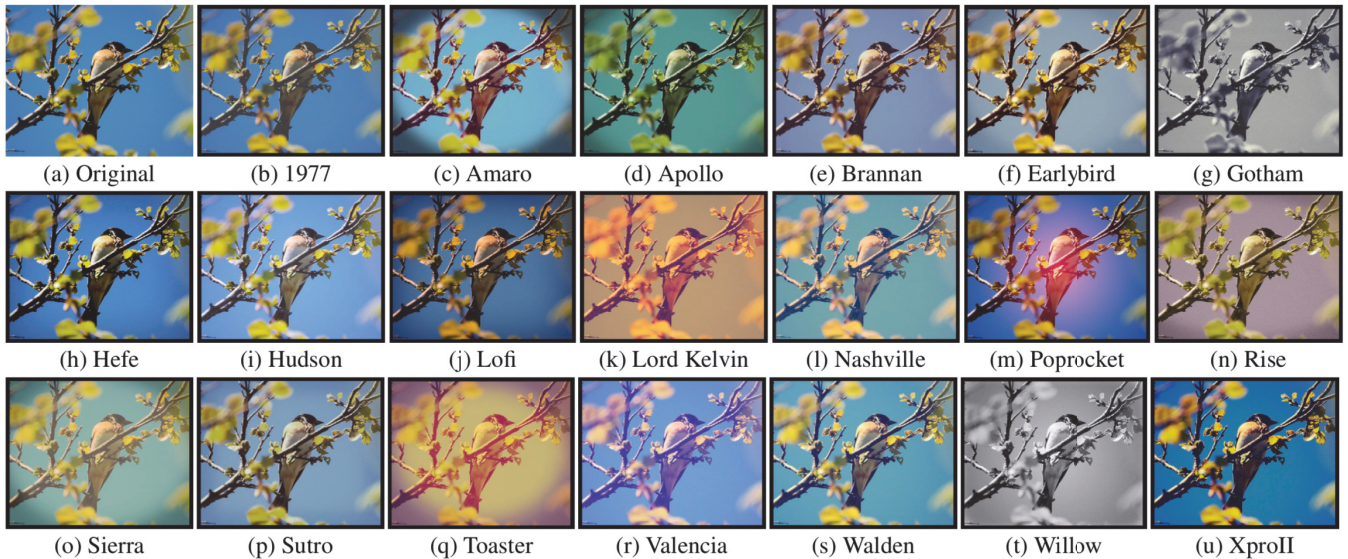 (a) Original (b) 1977 (c) Amaro (d) Apollo (e) Brannan (f) Earlybird (g) Gotham
(h) Hefe (i) Hudson (j) Lofi (k) Lord Kelvin (l) Nashville (m) Poprocket (n) Rise
(o) Sierra (p) Sutro (q) Toaster (r) Valencia (s) Walden (t) Willow (u) XproII